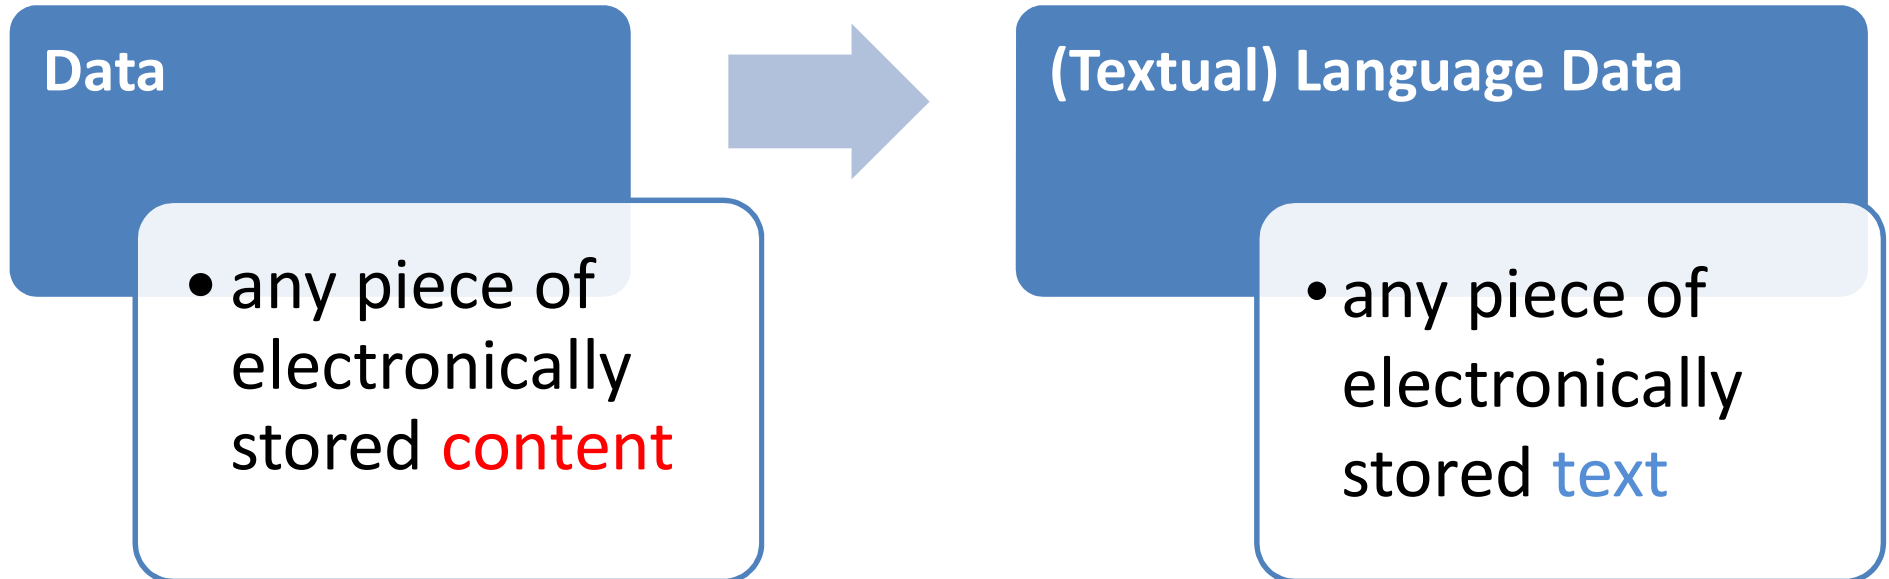 Data
• any piece of
electronically
stored content
(Textual) Language Data
• any piece of
electronically
stored text